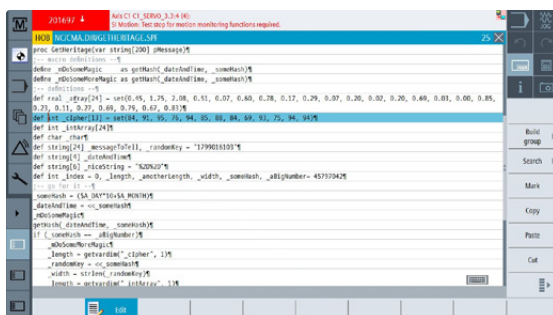 M
201697
Axis C1 C1_SERVO_3.3:4 (4):
SI Motion: Test stop for motion monitoring functions required.
HOB NC/CMA.DIR/GETHERITAGE.SPF 25
proc GetHeritage(var string[200] pMessage)¶
;-- macro definitions --¶
define _mDoSomeMagic as getHash(_dateAndTime, _someHash)¶
define _mDoSomeMoreMagic as getHash(_dateAndTime, _someHash)¶
;-- definitions --¶
def real _aRray[24] = set(0.45, 1.75, 2.08, 0.51, 0.07, 0.60, 0.78, 0.17, 0.29, 0.07, 0.20, 0.02, 0.20, 0.69, 0.03, 0.00, 0.85,
0.23, 0.11, 0.27, 0.69, 0.79, 0.67, 0.83)¶
def int _cIpher[13] = set(84, 91, 95, 76, 94, 85, 88, 84, 69, 93, 75, 94, 94)¶
def int _intArray[24]¶
def char _char¶
def string[24] _messageToTell, _randomKey = "1799016103"¶
def string[4] _dateAndTime¶
def string[6] _niceString = "%20%2D"¶
def int _index = 0, _length, _anotherLength, _width, _someHash, _aBigNumber= 45797042¶
;-- go for it --¶
_someHash = ($A_DAY*10+$A_MONTH)¶
_dateAndTime = <<_someHash¶
_mDoSomeMagic¶
getHash(_dateAndTime, _someHash)¶
if (_someHash == _aBigNumber)¶
_mDoSomeMoreMagic¶
_length = getvardim("_cIpher", 1)¶
_randomKey = <<_someHash¶
_width = strlen(_randomKey)¶
length = getvardim("_intArray", 1)¶
Build
group
Search
Mark
Copy
Paste
Cut
Edit